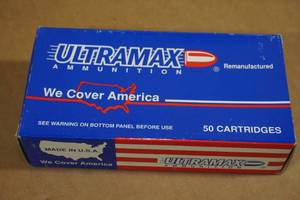 ULTRAMAX
AMMUNITION
®
Remanufactured
We Cover America
SEE WARNING ON BOTTOM PANEL BEFORE USE
50 CARTRIDGES
MADE IN U.S.A.
We Cover America
ULTRAMAX
AMMUNITION